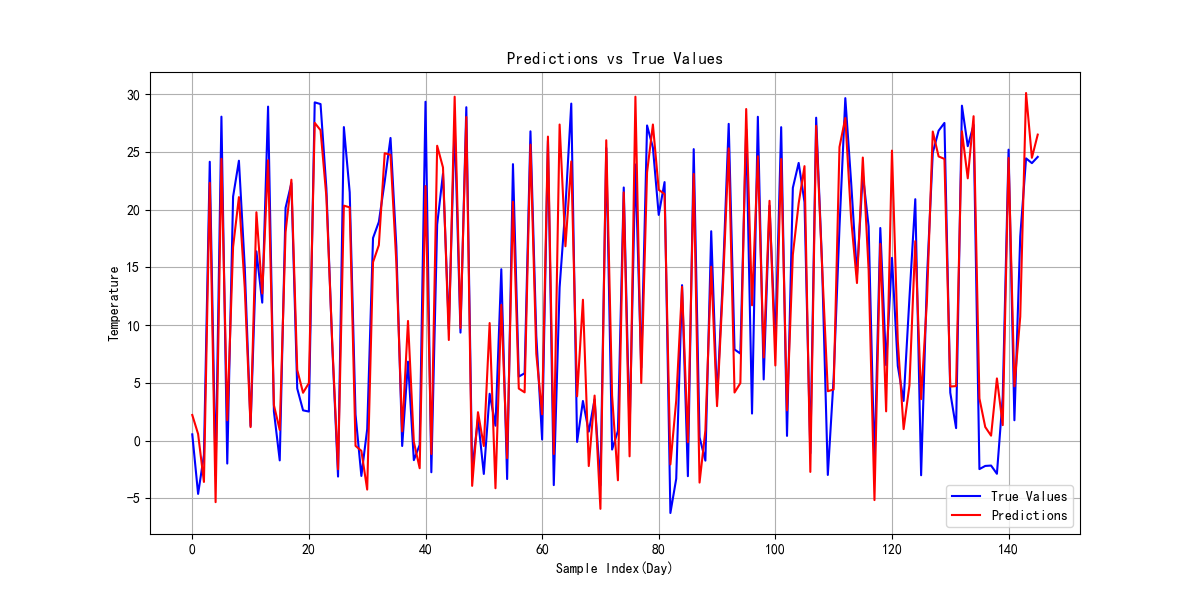 Predictions vs True Values
30
25
20
15
10
5
0
−5
Temperature
0 20 40 60 80 100 120 140
Sample Index(Day)
True Values
Predictions